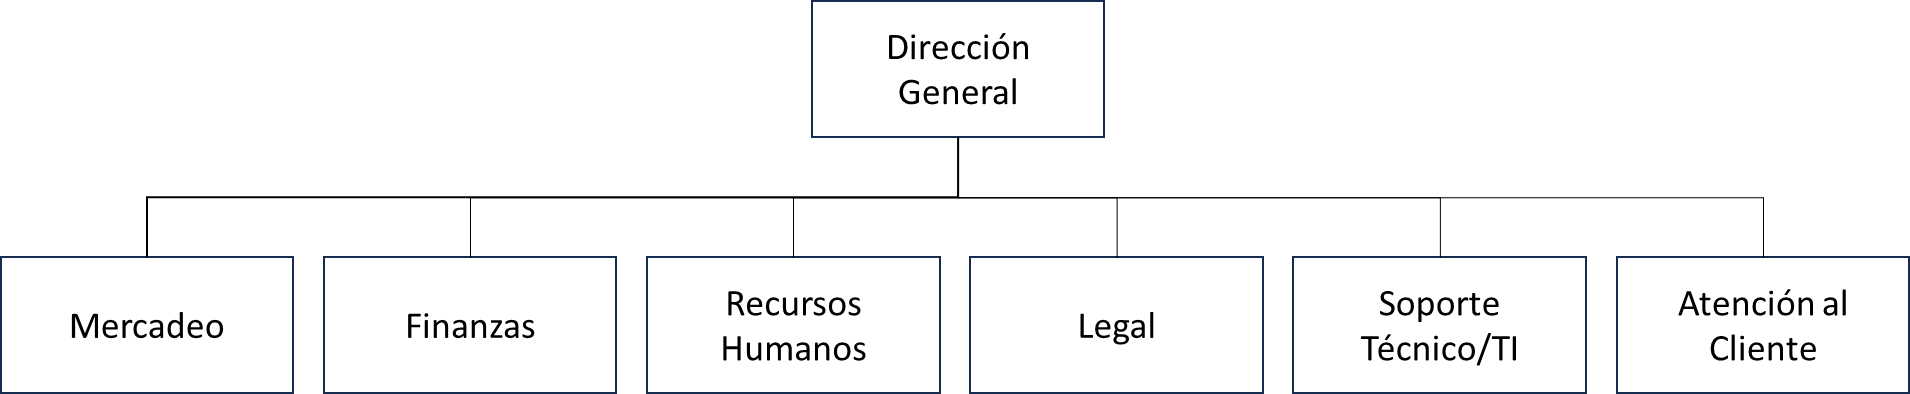 Dirección
General
Mercadeo
Finanzas
Recursos
Humanos
Legal
Soporte
Técnico/TI
Atención al
Cliente